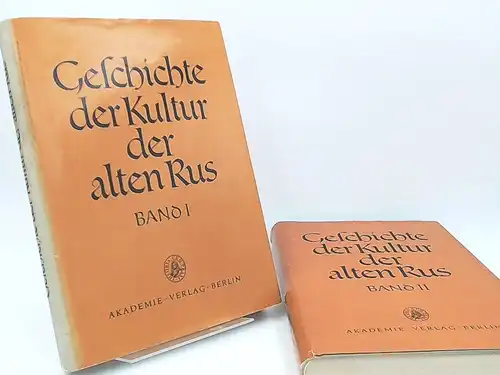 Geſchichte
der Kultur
der
alten Rus
BAND I
AKADEMIE-VERLAG·BERLIN
Geſchichte
der Kultur
der
alten Rus
BAND II
AKADEMIE-VERLAG·BERLIN